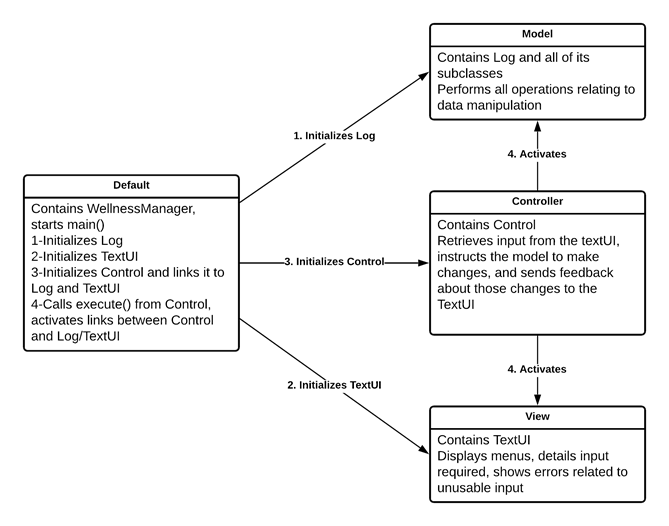 Model
Contains Log and all of its
subclasses
Performs all operations relating to
data manipulation
1. Initializes Log
4. Activates
Default
Contains WellnessManager,
starts main()
1-Initializes Log
2-Initializes TextUI
3-Initializes Control and links it to
Log and TextUI
4-Calls execute() from Control,
activates links between Control
and Log/TextUI
3. Initializes Control
Controller
Contains Control
Retrieves input from the textUI,
instructs the model to make
changes, and sends feedback
about those changes to the
TextUI
4. Activates
2. Initializes TextUI
View
Contains TextUI
Displays menus, details input
required, shows errors related to
unusable input